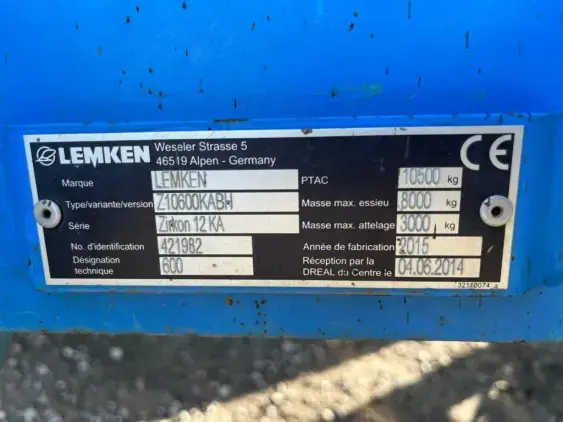 LEMKEN Weseler Strasse 5
46519 Alpen - Germany
CE
Marque LEMKEN PTAC 10500 kg
Type/variante/version Z10600KABH Masse max. essieu 8000 kg
Série Zirkon 12 KA Masse max. attelage 3000 kg
No. d'identification 421982 Année de fabrication 2015
Désignation technique 600 Réception par la
DREAL du Centre le 04.06.2014